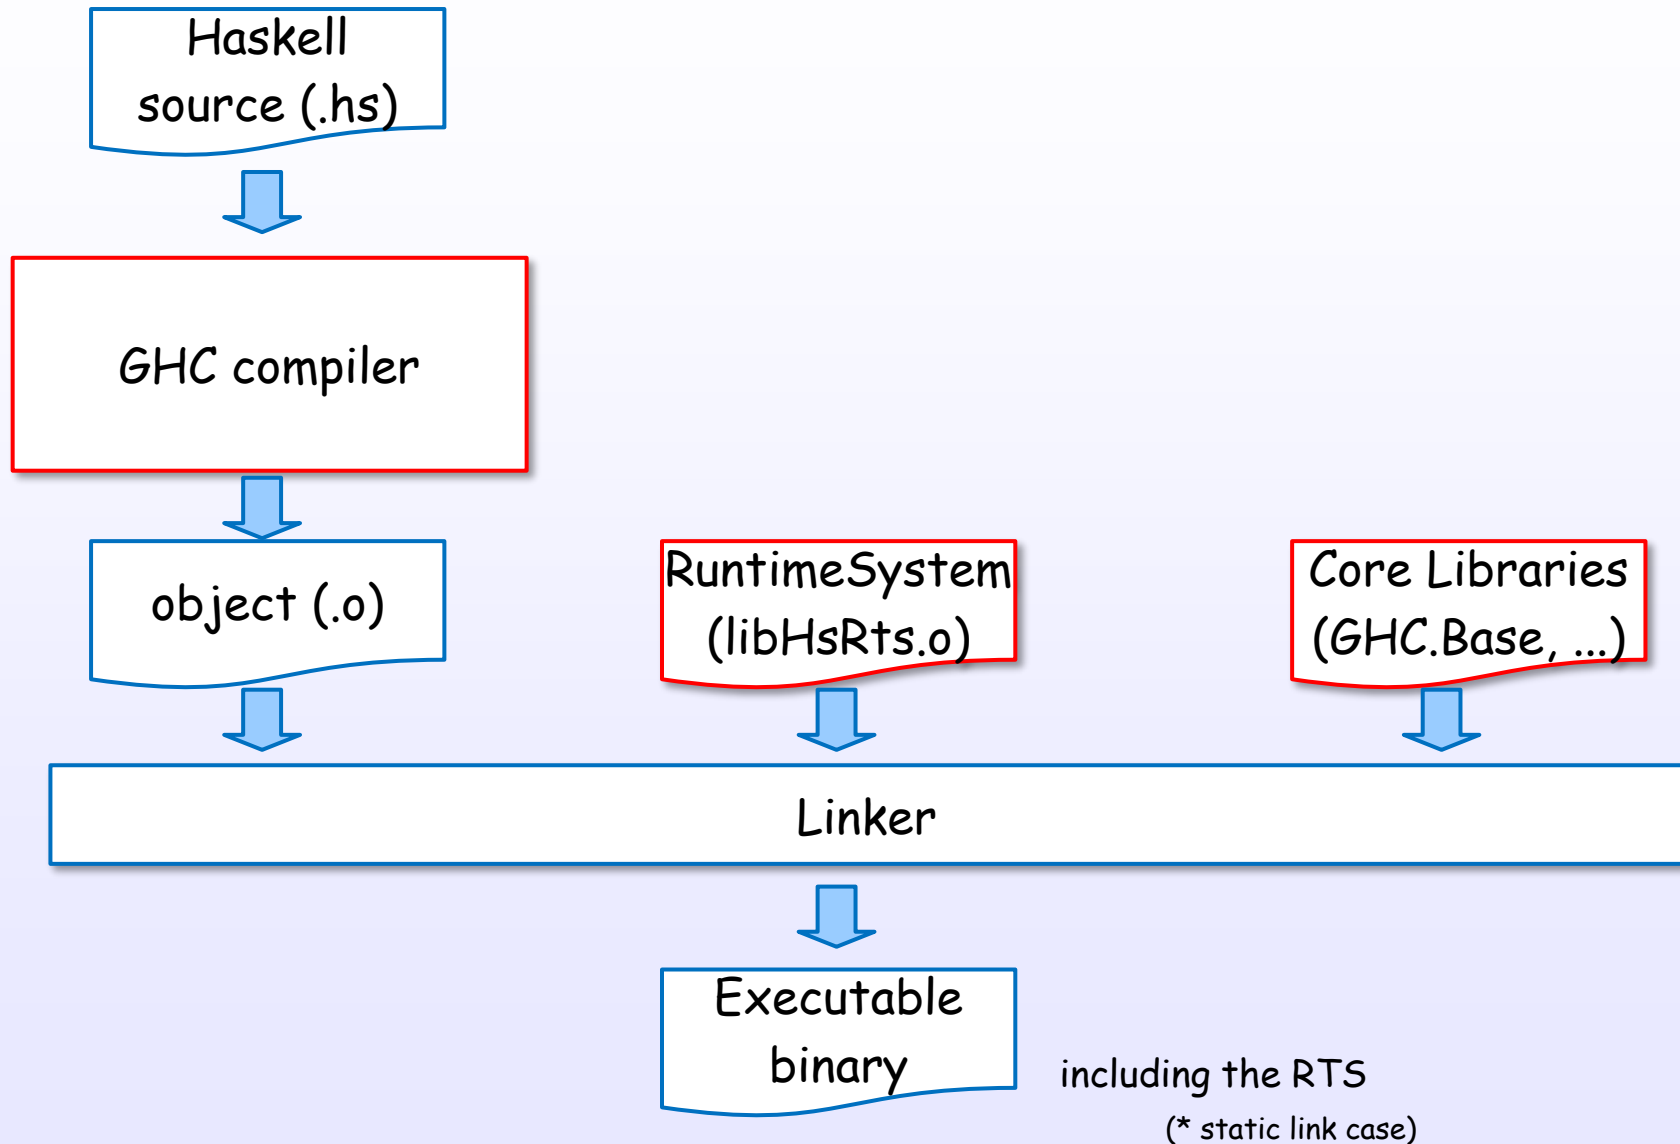 Haskell
source (.hs)
GHC compiler
object (.o)
RuntimeSystem
(libHsRts.o)
Core Libraries
(GHC.Base, ...)
Linker
Executable
binary
including the RTS
(* static link case)